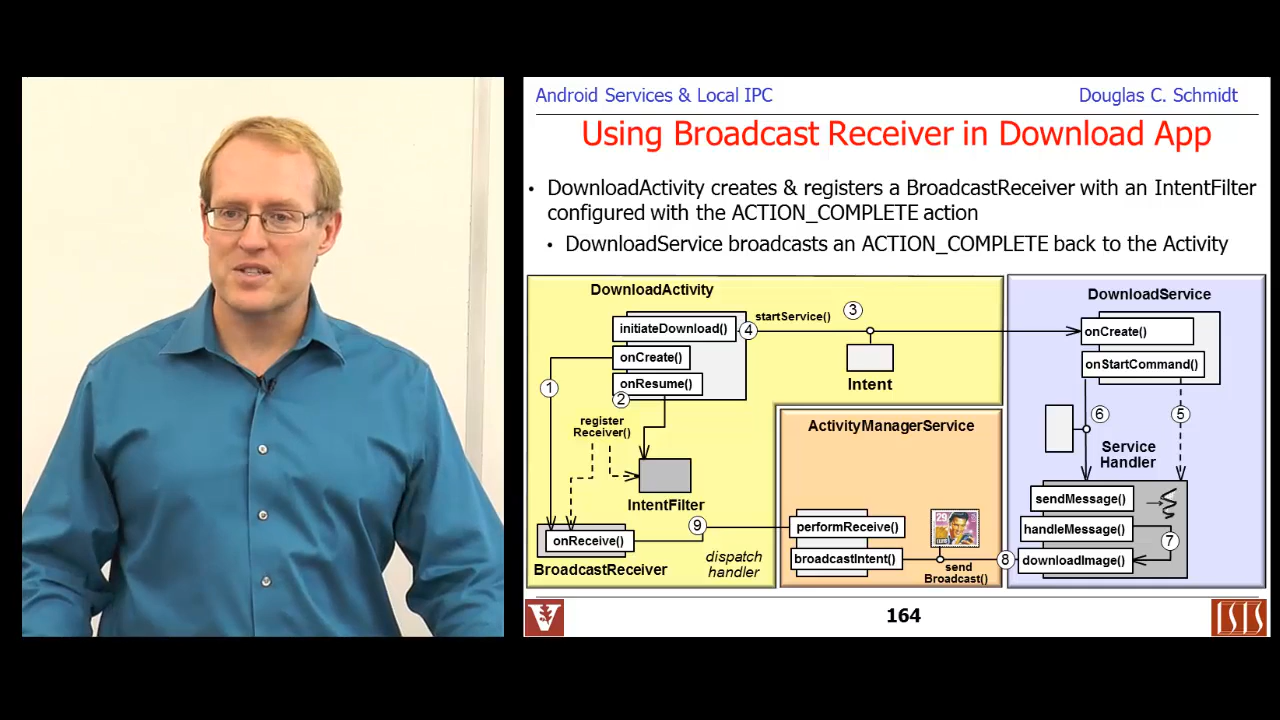 Android Services & Local IPC
Douglas C. Schmidt
Using Broadcast Receiver in Download App
• DownloadActivity creates & registers a BroadcastReceiver with an IntentFilter
configured with the ACTION_COMPLETE action
• DownloadService broadcasts an ACTION_COMPLETE back to the Activity
DownloadActivity
initiateDownload()
onCreate()
onResume()
1
2
register
Receiver()
IntentFilter
onReceive()
BroadcastReceiver
4
startService()
3
Intent
9
dispatch
handler
ActivityManagerService
performReceive()
broadcastIntent()
29
send
Broadcast()
8
DownloadService
onCreate()
onStartCommand()
6
5
Service
Handler
sendMessage()
handleMessage()
7
downloadImage()
164
V
ISIS